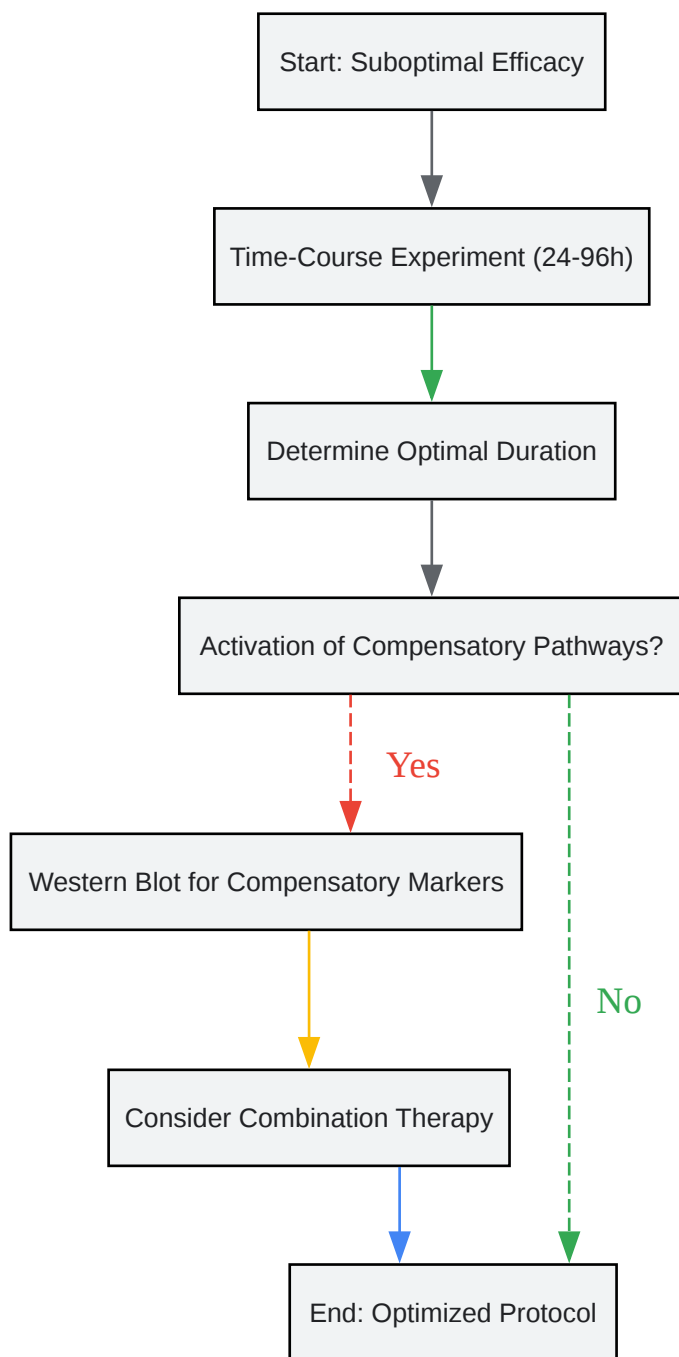 Start: Suboptimal Efficacy
Time-Course Experiment (24-96h)
Determine Optimal Duration
Activation of Compensatory Pathways?
Yes
Western Blot for Compensatory Markers
No
Consider Combination Therapy
End: Optimized Protocol